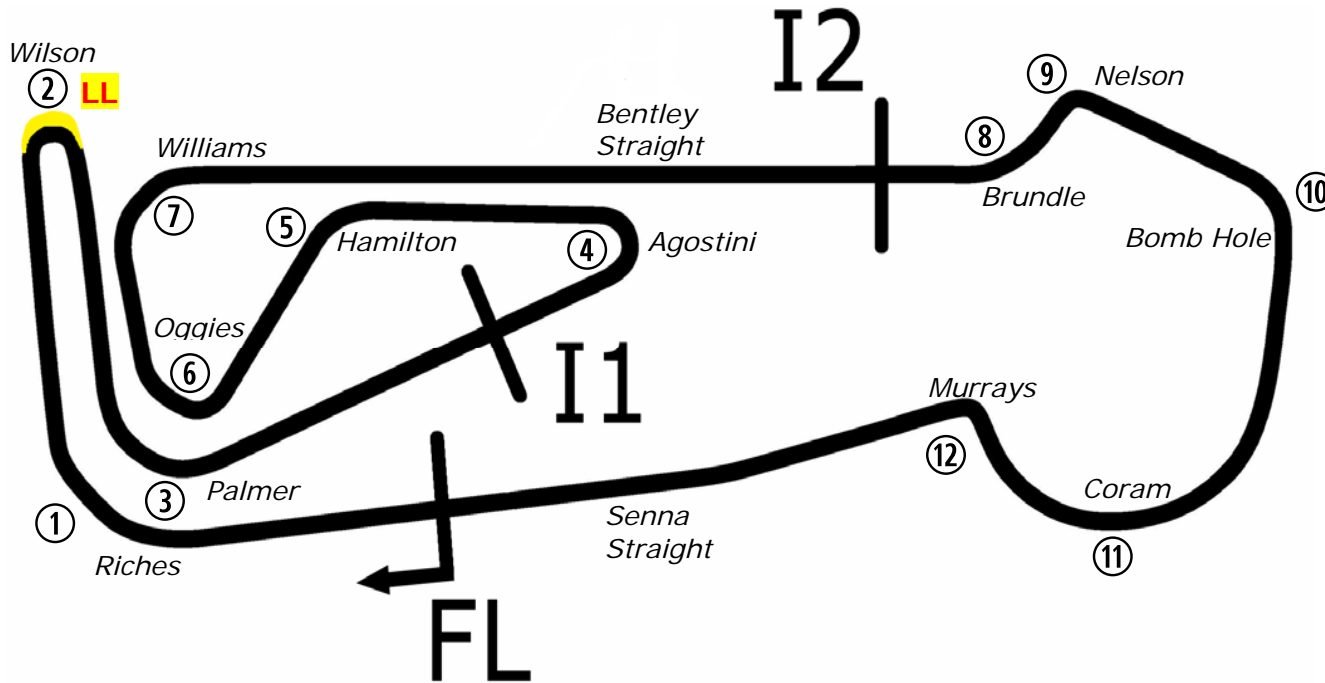 I2
Wilson
② LL
⑨ Nelson
Bentley
Straight
Williams
⑧
Brundle
⑩
⑦
⑤
Hamilton
④
Agostini
Bomb Hole
Oggies
⑥
I1
Murrays
⑫
③
Palmer
①
Riches
Senna
Straight
Coram
⑪
FL